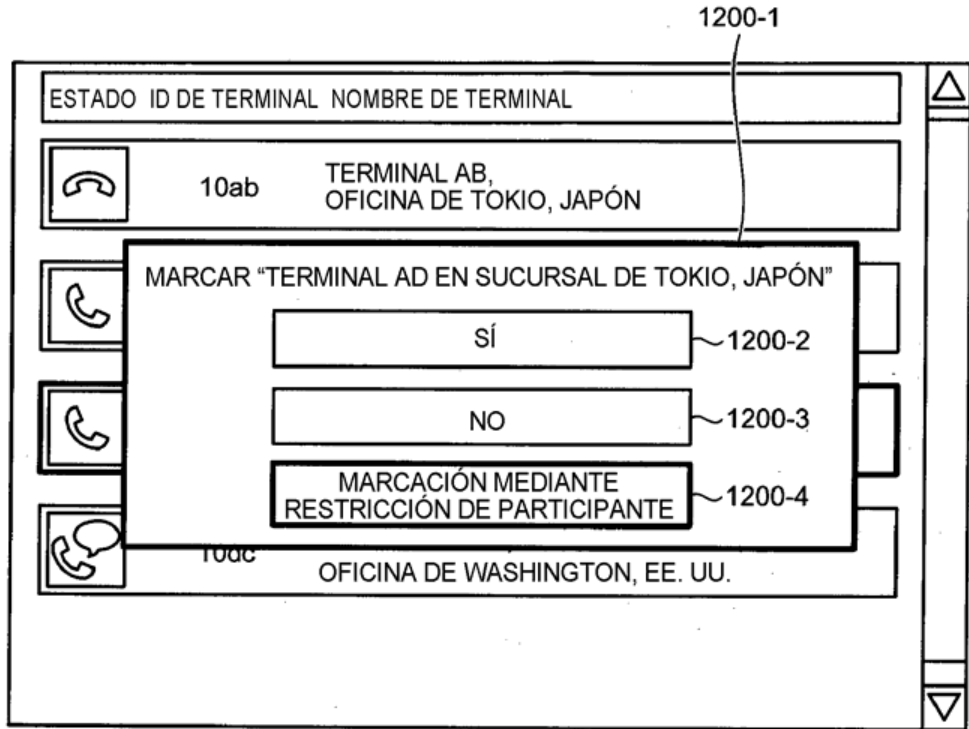 1200-1
ESTADO ID DE TERMINAL NOMBRE DE TERMINAL
10ab
TERMINAL AB,
OFICINA DE TOKIO, JAPÓN
MARCAR “TERMINAL AD EN SUCURSAL DE TOKIO, JAPÓN”
SÍ
1200-2
NO
1200-3
MARCACIÓN MEDIANTE
RESTRICCIÓN DE PARTICIPANTE
1200-4
10dc
OFICINA DE WASHINGTON, EE. UU.